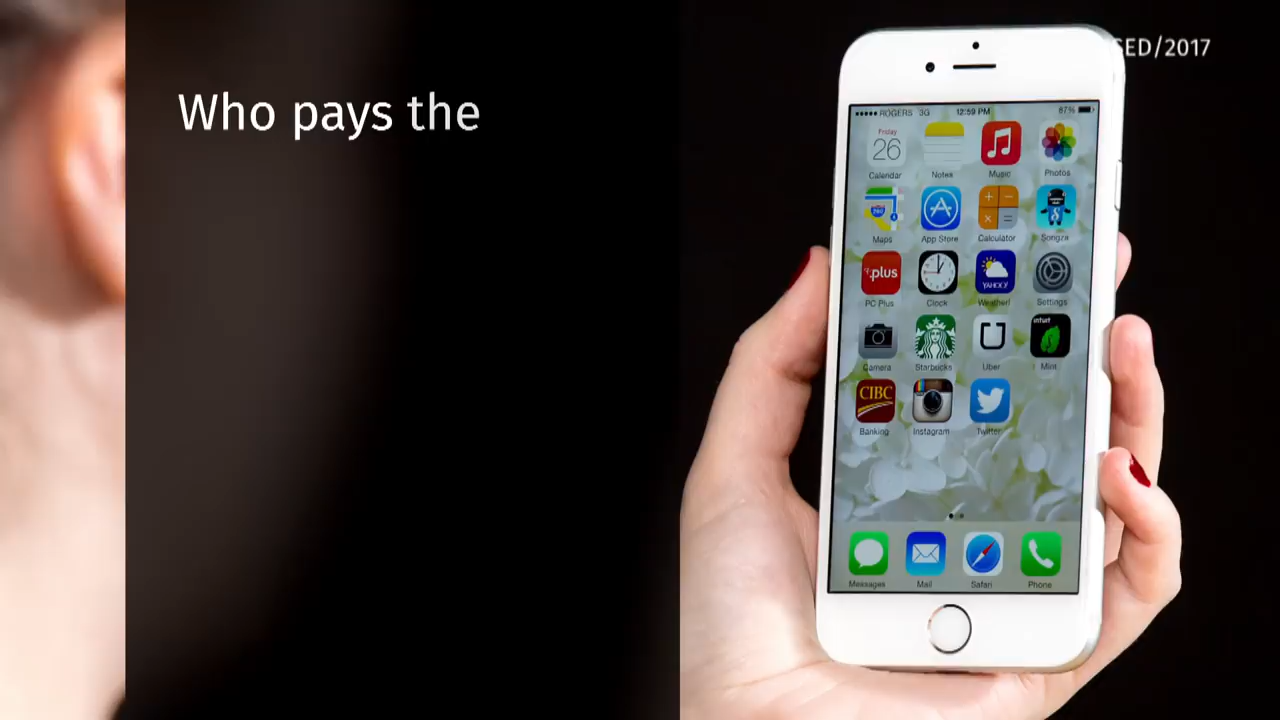 Who pays the
SED/2017
ROGERS 3G 12:59 PM 87%
Friday
26
Calendar Notes Music Photos
280
Maps App Store Calculator Songza
plus YAHOO!
PC Plus Clock Weather! Settings
intuit
Camera Starbucks Uber Mint
CIBC
Banking Instagram Twitter
Messages Mail Safari Phone